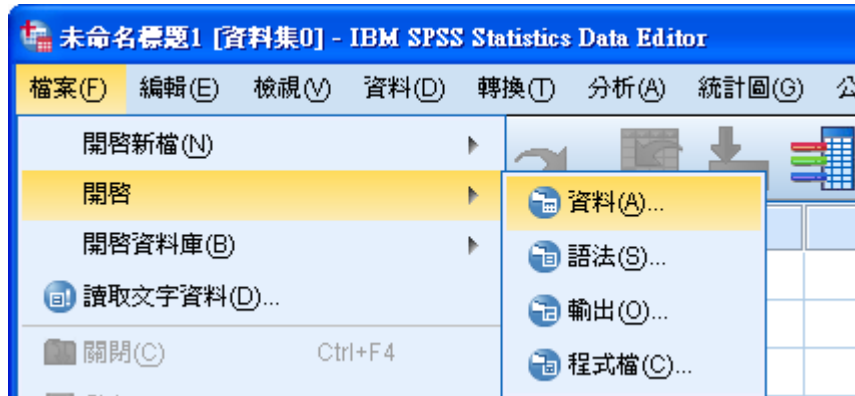 未命名標題1 [資料集0] - IBM SPSS Statistics Data Editor
檔案(F) 編輯(E) 檢視(V) 資料(D) 轉換(T) 分析(A) 統計圖(G) 公
開啟新檔(N)
開啟
開啟資料庫(B)
讀取文字資料(D)...
關閉(C) Ctrl+F4
資料(A)...
語法(S)...
輸出(O)...
程式檔(C)...